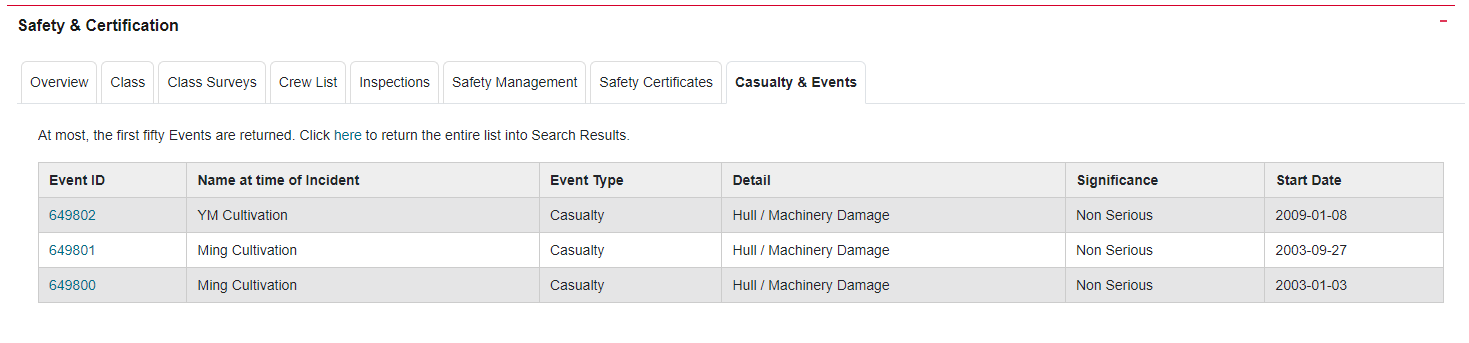 Safety & Certification
Overview Class Class Surveys Crew List Inspections Safety Management Safety Certificates Casualty & Events
At most, the first fifty Events are returned. Click here to return the entire list into Search Results.
Event ID Name at time of Incident Event Type Detail Significance Start Date
649802 YM Cultivation Casualty Hull / Machinery Damage Non Serious 2009-01-08
649801 Ming Cultivation Casualty Hull / Machinery Damage Non Serious 2003-09-27
649800 Ming Cultivation Casualty Hull / Machinery Damage Non Serious 2003-01-03